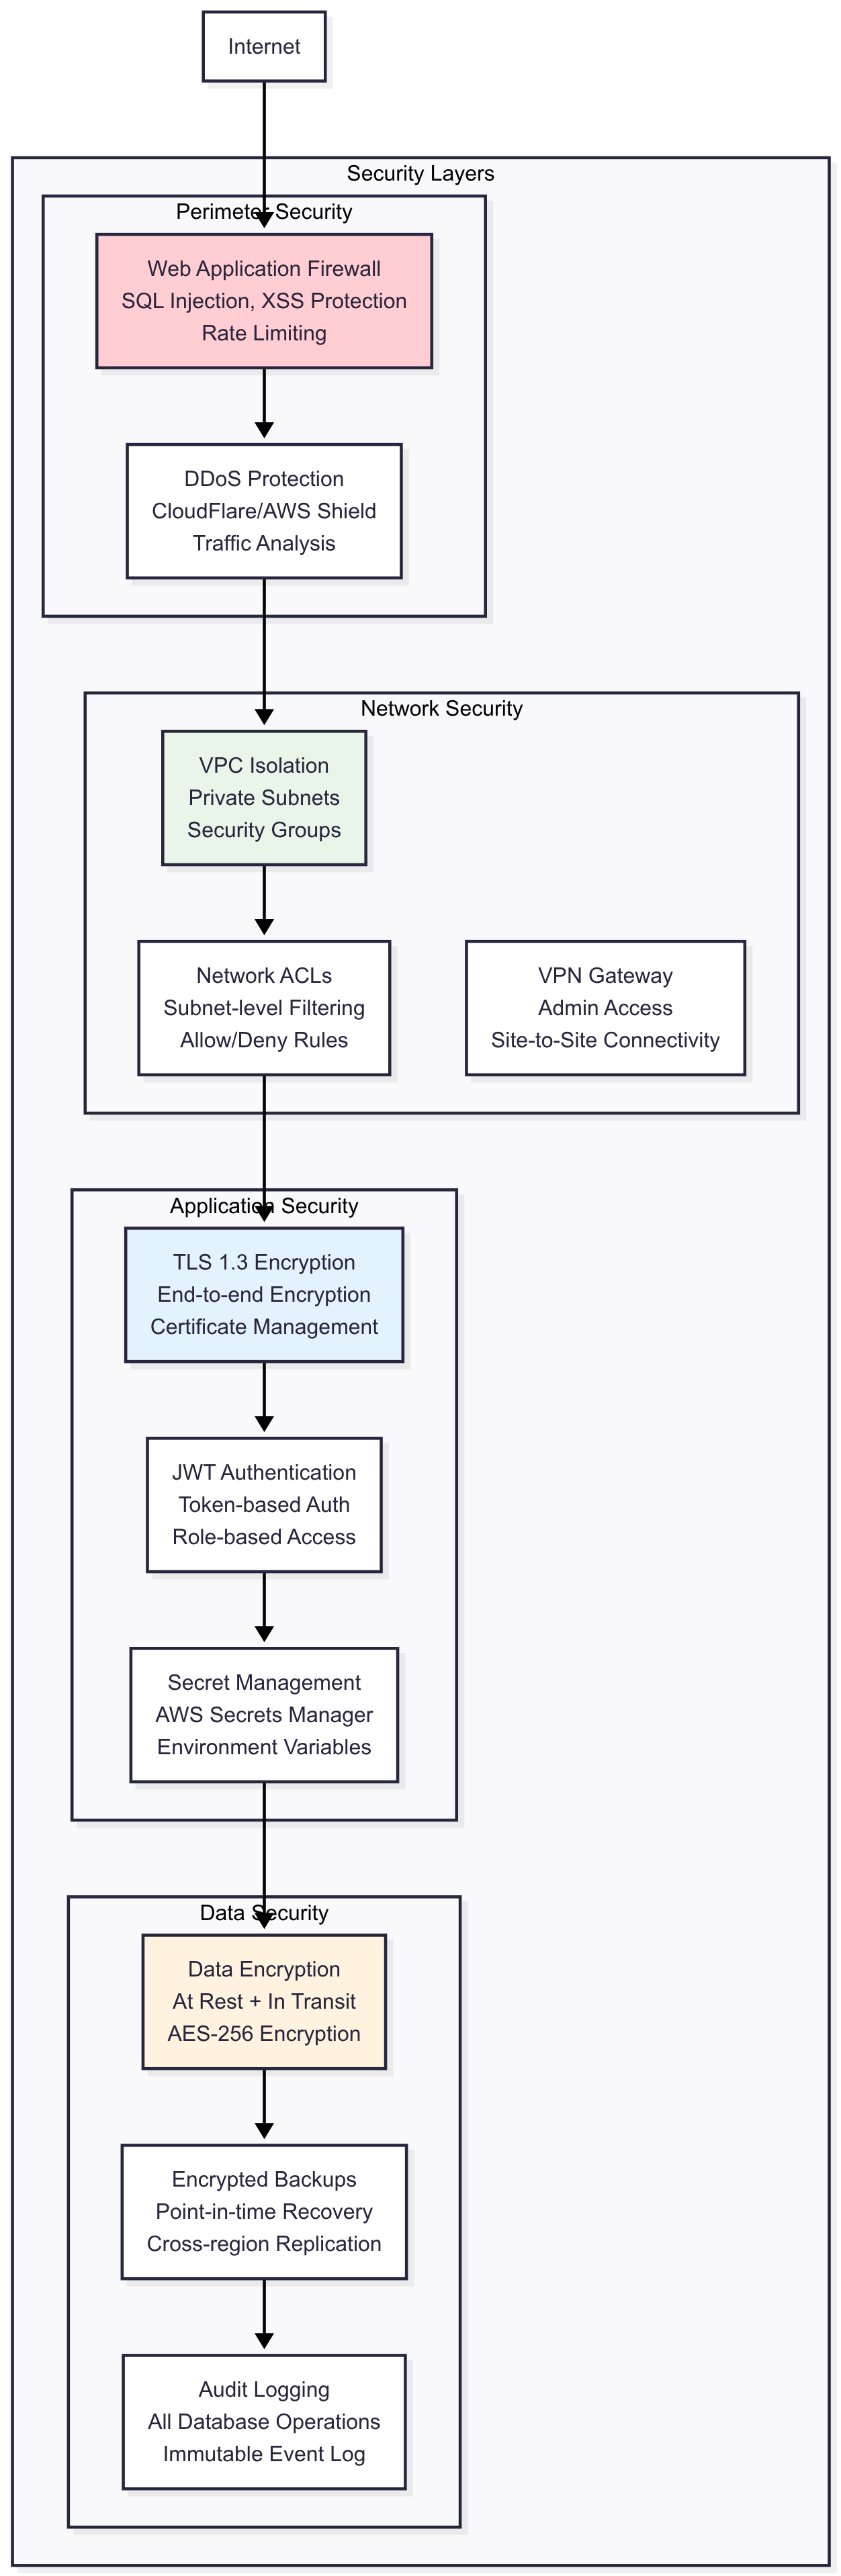 Internet
Security Layers
Perimeter Security
Web Application Firewall
SQL Injection, XSS Protection
Rate Limiting
DDoS Protection
CloudFlare/AWS Shield
Traffic Analysis
Network Security
VPC Isolation
Private Subnets
Security Groups
Network ACLs
Subnet-level Filtering
Allow/Deny Rules
VPN Gateway
Admin Access
Site-to-Site Connectivity
Application Security
TLS 1.3 Encryption
End-to-end Encryption
Certificate Management
JWT Authentication
Token-based Auth
Role-based Access
Secret Management
AWS Secrets Manager
Environment Variables
Data Security
Data Encryption
At Rest + In Transit
AES-256 Encryption
Encrypted Backups
Point-in-time Recovery
Cross-region Replication
Audit Logging
All Database Operations
Immutable Event Log